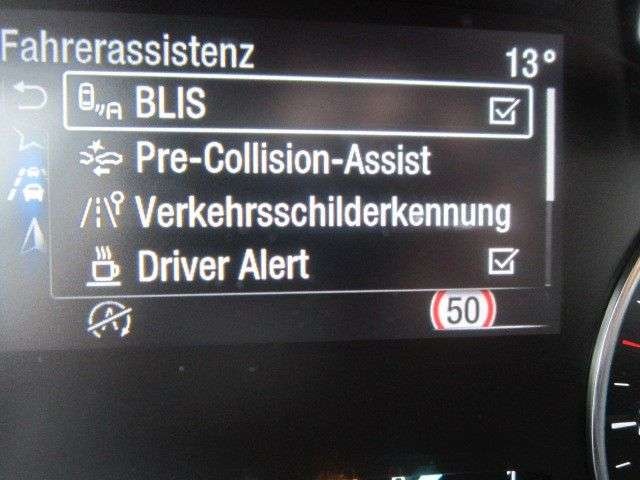 Fahrerassistenz 13°
BLIS
Pre-Collision-Assist
Verkehrsschilderkennung
Driver Alert
50